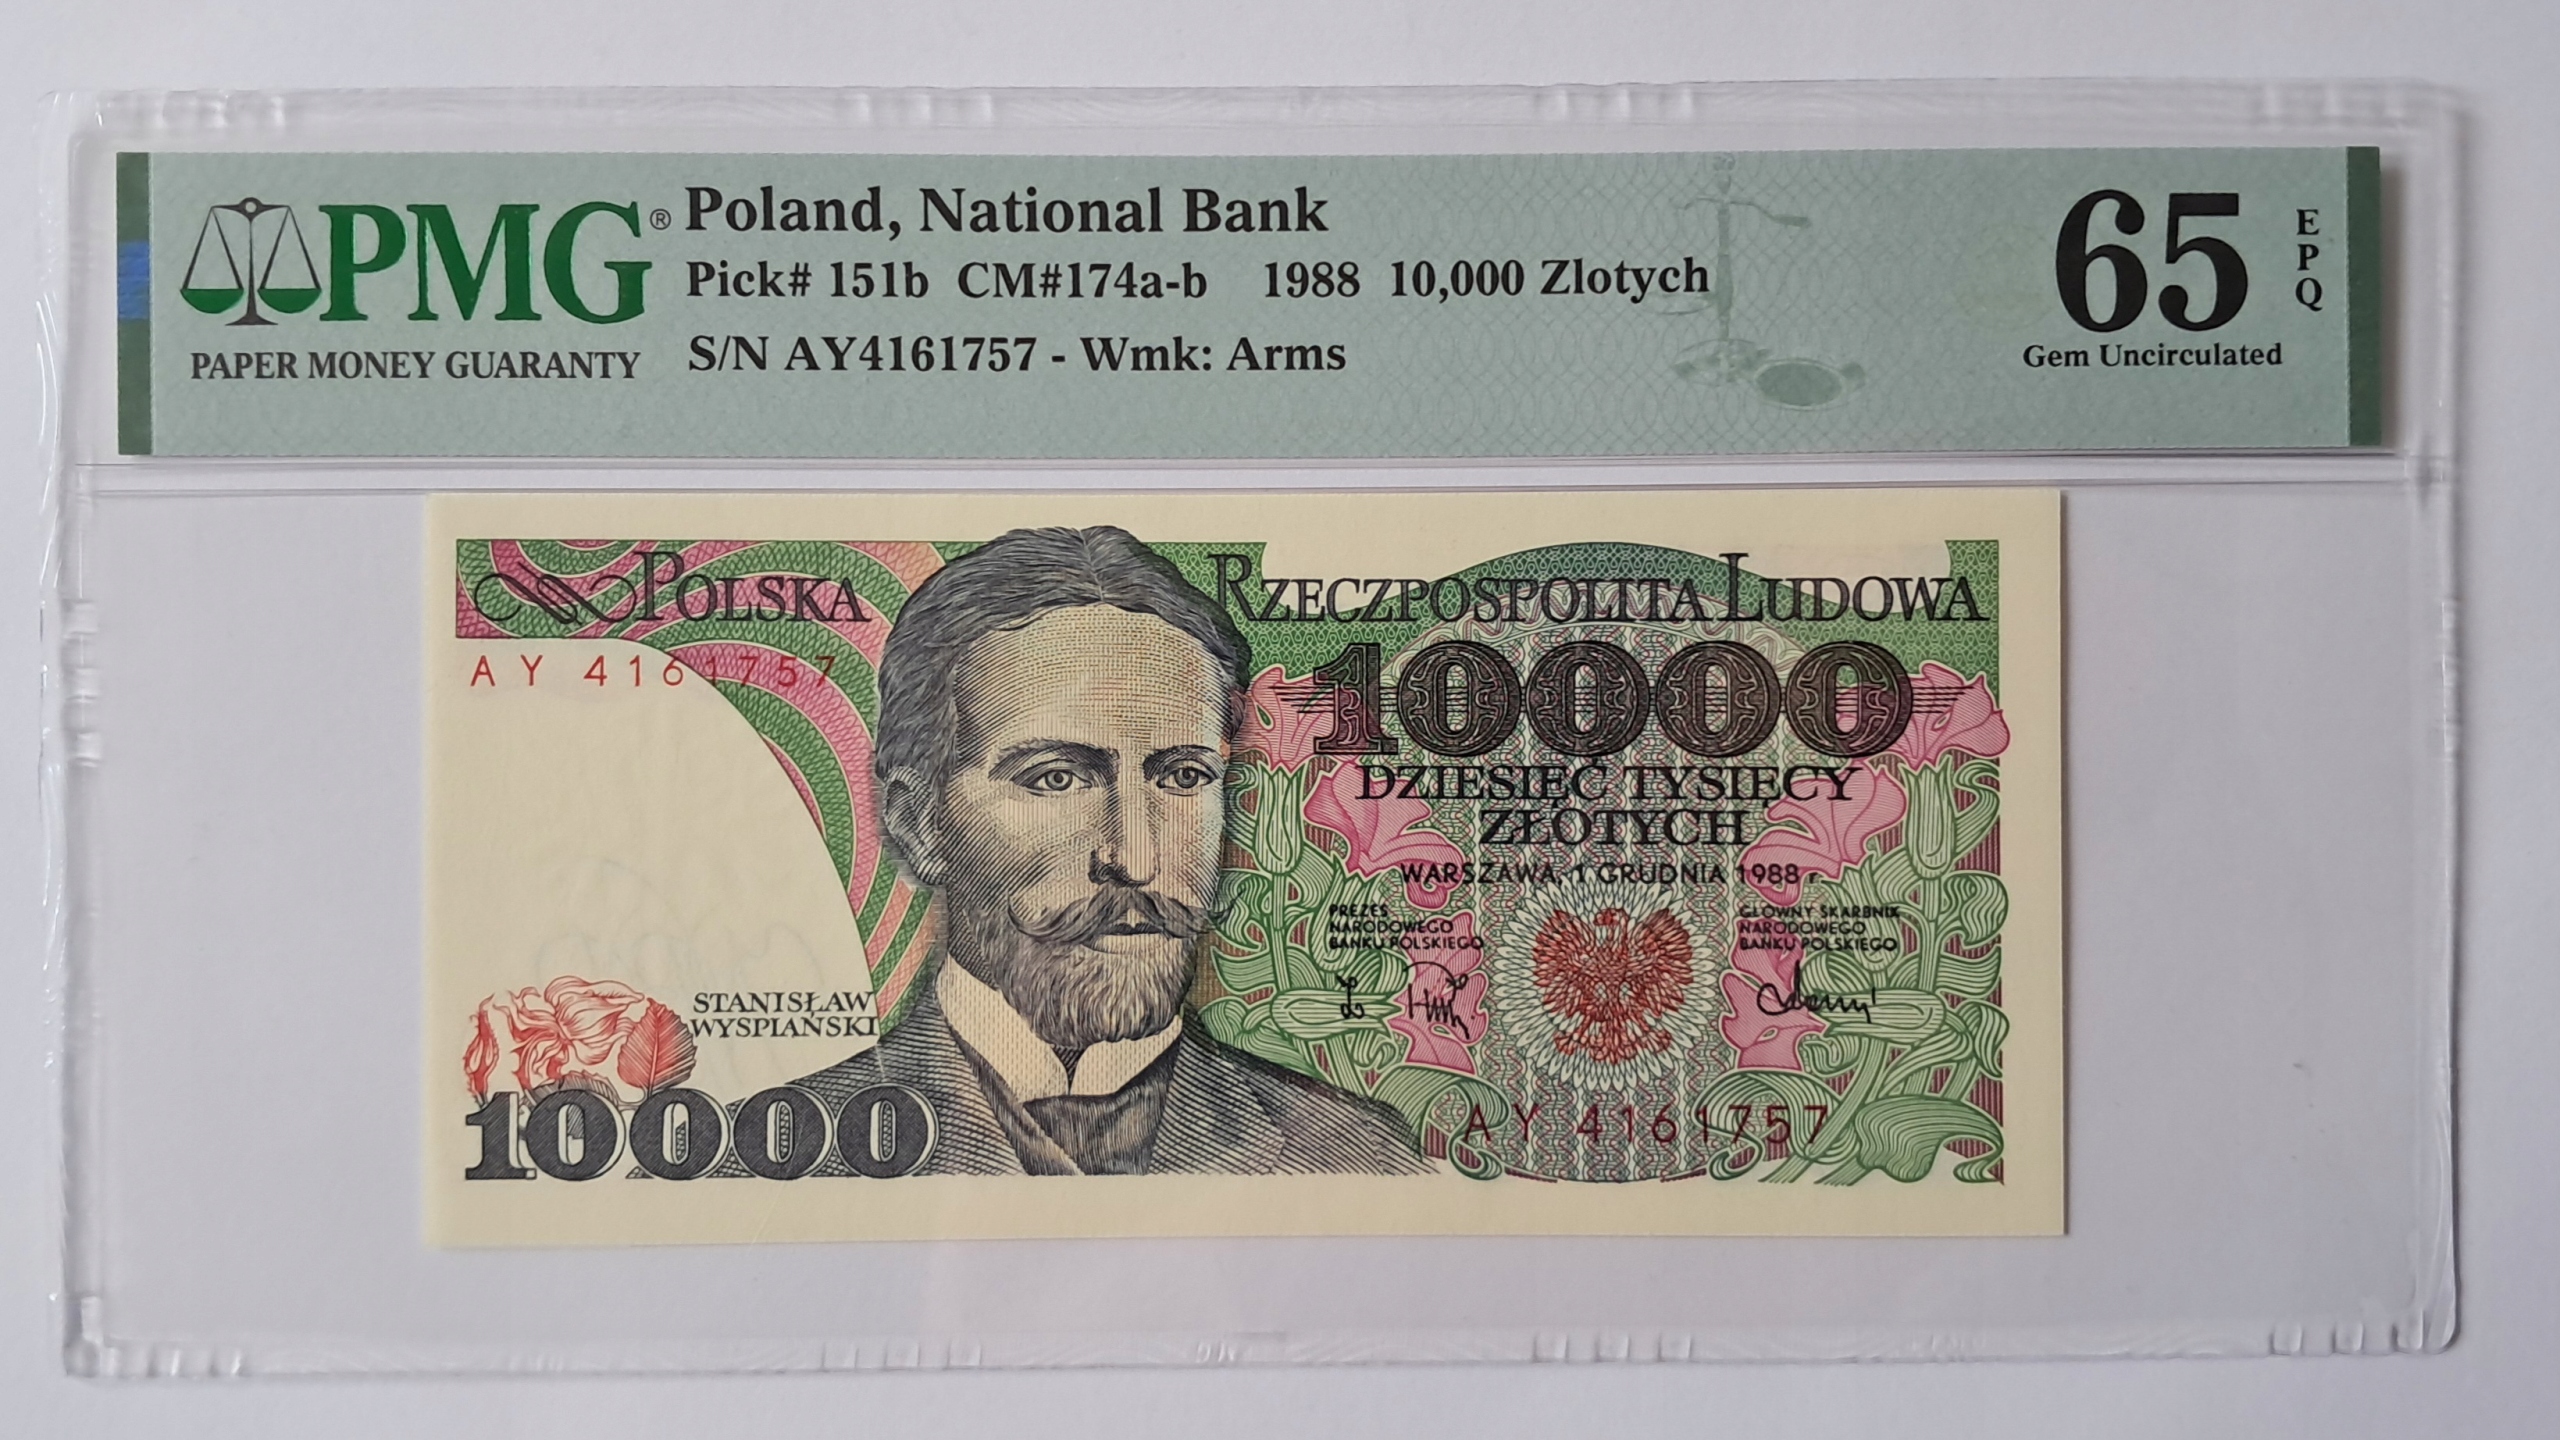 PMG®
PAPER MONEY GUARANTY
Poland, National Bank
Pick# 151b CM#174a-b 1988 10,000 Zlotych
S/N AY4161757 - Wmk: Arms
65
EPQ
Gem Uncirculated
POLSKA RZECZPOSPOLITA LUDOWA
AY 4161757
10000
DZIESIĘĆ TYSIĘCY
ZŁOTYCH
WARSZAWA, 1 GRUDNIA 1988 r.
PREZES
NARODOWEGO
BANKU POLSKIEGO
GŁÓWNY SKARBNIK
NARODOWEGO
BANKU POLSKIEGO
STANISŁAW
WYSPIAŃSKI
10000
AY 4161757